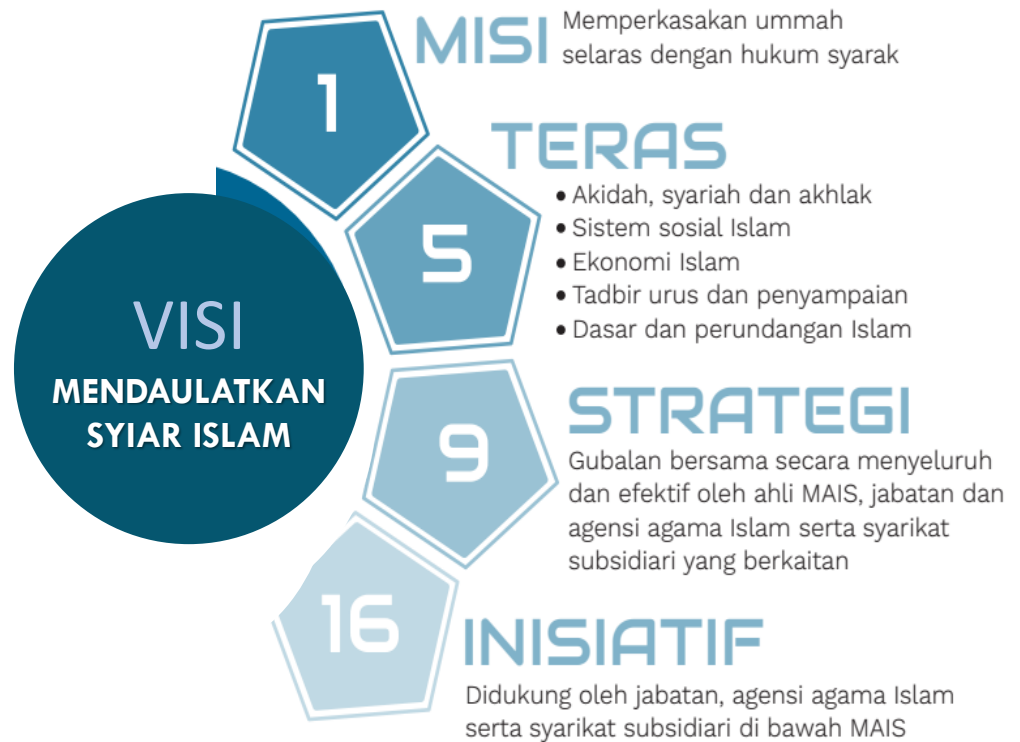 VISI
MENDAULATKAN
SYIAR ISLAM
1
MISI
Memperkasakan ummah
selaras dengan hukum syarak
5
TERAS
• Akidah, syariah dan akhlak
• Sistem sosial Islam
• Ekonomi Islam
• Tadbir urus dan penyampaian
• Dasar dan perundangan Islam
9
STRATEGI
Gubalan bersama secara menyeluruh
dan efektif oleh ahli MAIS, jabatan dan
agensi agama Islam serta syarikat
subsidiari yang berkaitan
16
INISIATIF
Didukung oleh jabatan, agensi agama Islam
serta syarikat subsidiari di bawah MAIS